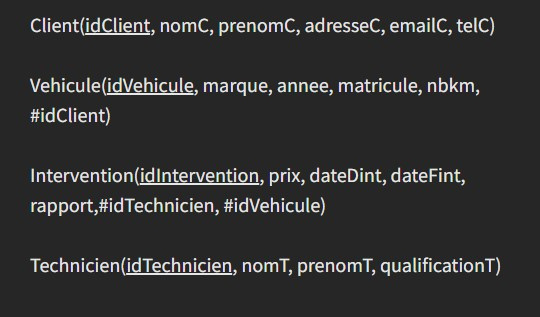 Client(idClient, nomC, prenomC, adresseC, emailC, telC)
Vehicule(idVehicule, marque, annee, matricule, nbkm,
#idClient)
Intervention(idIntervention, prix, dateDint, dateFint,
rapport,#idTechnicien, #idVehicule)
Technicien(idTechnicien, nomT, prenomT, qualificationT)